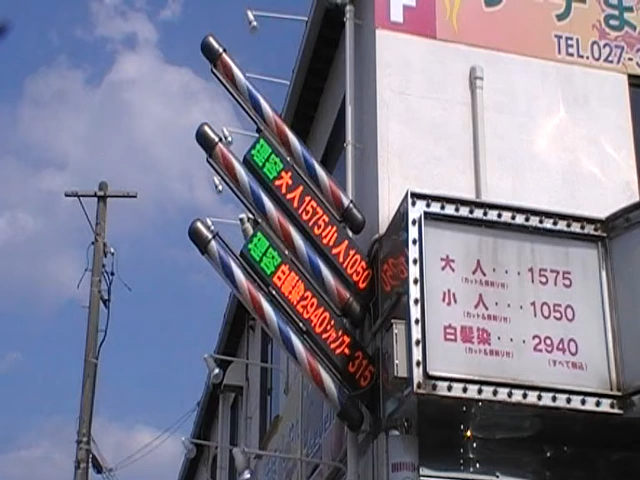 F
TEL.027-3
理容大人1575小人1050
理容白髪染2940シャンプー315
大人・・・1575
(カット&顔剃り付)
小人・・・1050
(カット&顔剃り付)
白髪染・・・2940
(カット&顔剃り付)
(すべて税込)